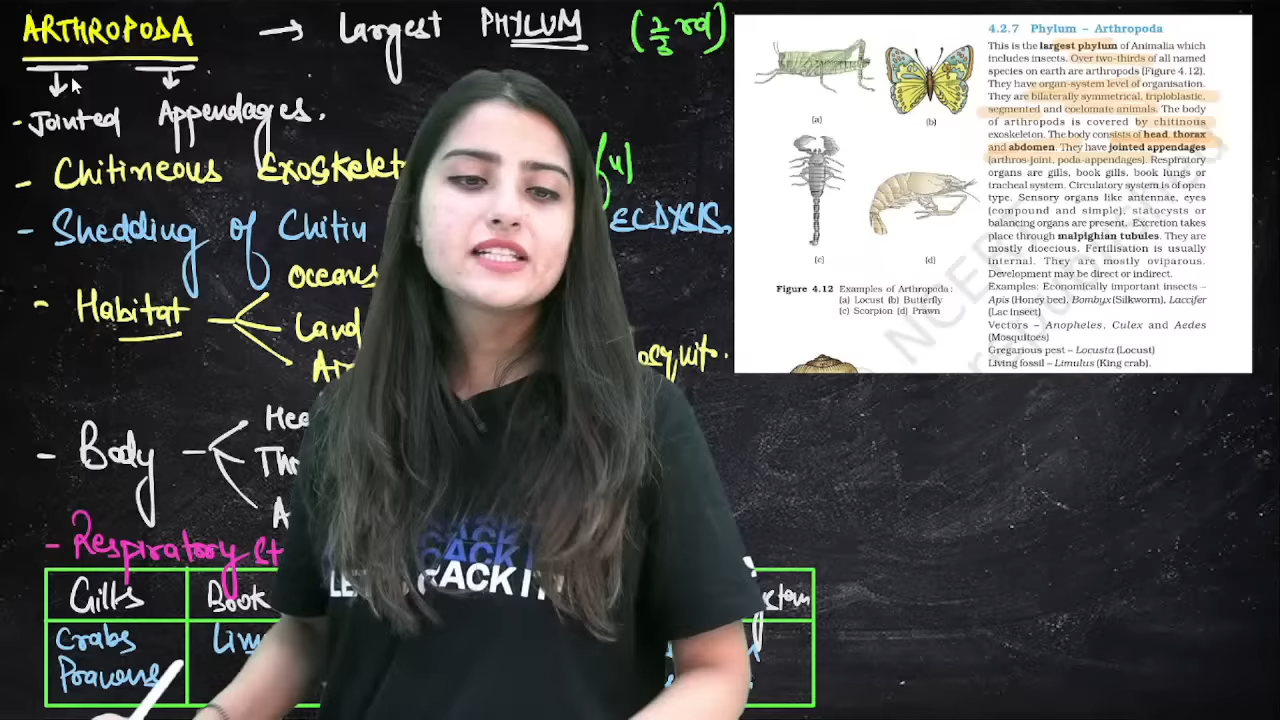 ARTHROPODA → Largest PHYLUM (2/3 rd)
- Jointed Appendages.
- Chitineous Exoskelet
- Shedding of Chitin ECDYSIS.
- Habitat
oceans
Land
- Body
- Respiratory
Gills Book
Crabs Lim
Prawns
LET CRACK IT
4.2.7 Phylum – Arthropoda
This is the largest phylum of Animalia which
includes insects. Over two-thirds of all named
species on earth are arthropods (Figure 4.12).
They have organ-system level of organisation.
They are bilaterally symmetrical, triploblastic,
segmented and coelomate animals. The body
of arthropods is covered by chitinous
exoskeleton. The body consists of head, thorax
and abdomen. They have jointed appendages
(arthros-joint, poda-appendages). Respiratory
organs are gills, book gills, book lungs or
tracheal system. Circulatory system is of open
type. Sensory organs like antennae, eyes
(compound and simple), statocysts or
balancing organs are present. Excretion takes
place through malpighian tubules. They are
mostly dioecious. Fertilisation is usually
internal. They are mostly oviparous.
Development may be direct or indirect.
Examples: Economically important insects –
Apis (Honey bee), Bombyx (Silkworm), Laccifer
(Lac insect)
Vectors – Anopheles, Culex and Aedes
(Mosquitoes)
Gregarious pest – Locusta (Locust)
Living fossil – Limulus (King crab).
(a)
(b)
(c)
(d)
Figure 4.12 Examples of Arthropoda:
(a) Locust (b) Butterfly
(c) Scorpion (d) Prawn